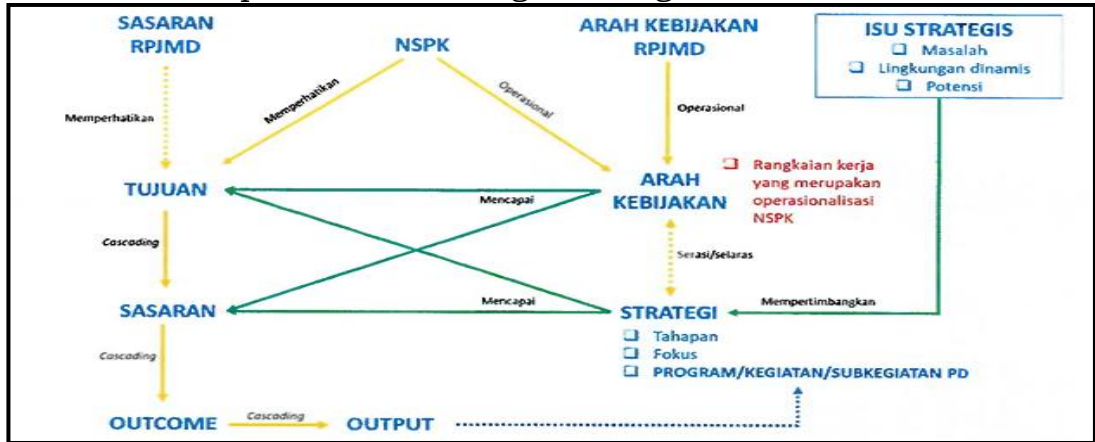 SASARAN
RPJMD
NSPK
ARAH KEBIJAKAN
RPJMD
ISU STRATEGIS
Masalah
Lingkungan dinamis
Potensi
Memperhatikan
Memperhatikan
Operasional
Operasional
TUJUAN
Mencapai
ARAH
KEBIJAKAN
Rangkaian kerja
yang merupakan
operasionalisasi
NSPK
Cascading
Serasi/selaras
SASARAN
Mencapai
STRATEGI
Mempertimbangkan
Tahapan
Fokus
PROGRAM/KEGIATAN/SUBKEGIATAN PD
Cascading
OUTCOME
Cascading
OUTPUT